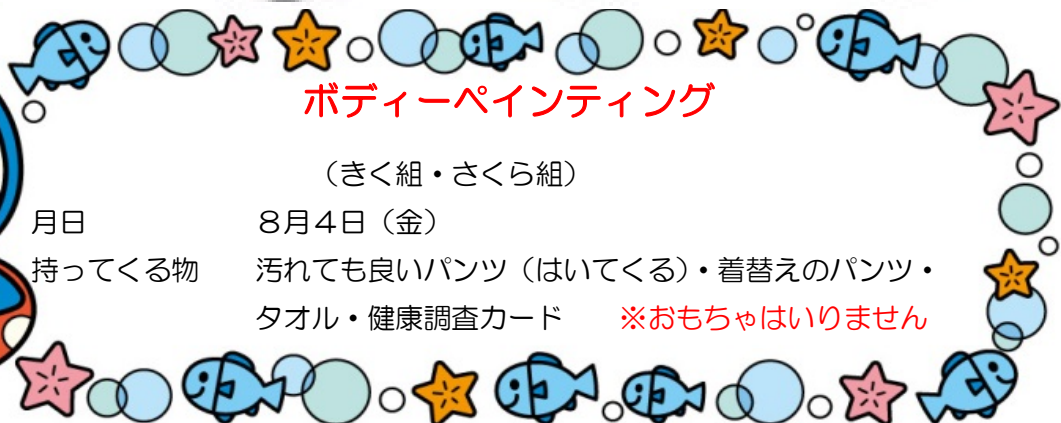 ボディーペインティング
（きく組・さくら組）
月日　８月４日（金）
持ってくる物　汚れても良いパンツ（はいてくる）・着替えのパンツ・
タオル・健康調査カード　※おもちゃはいりません